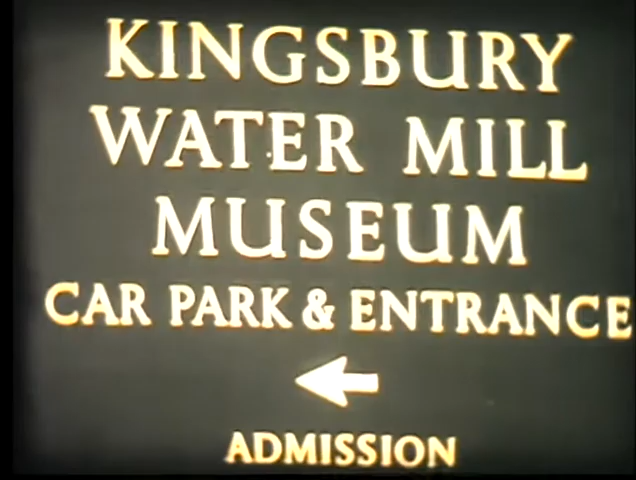 KINGSBURY
WATER MILL
MUSEUM
CAR PARK & ENTRANCE
ADMISSION